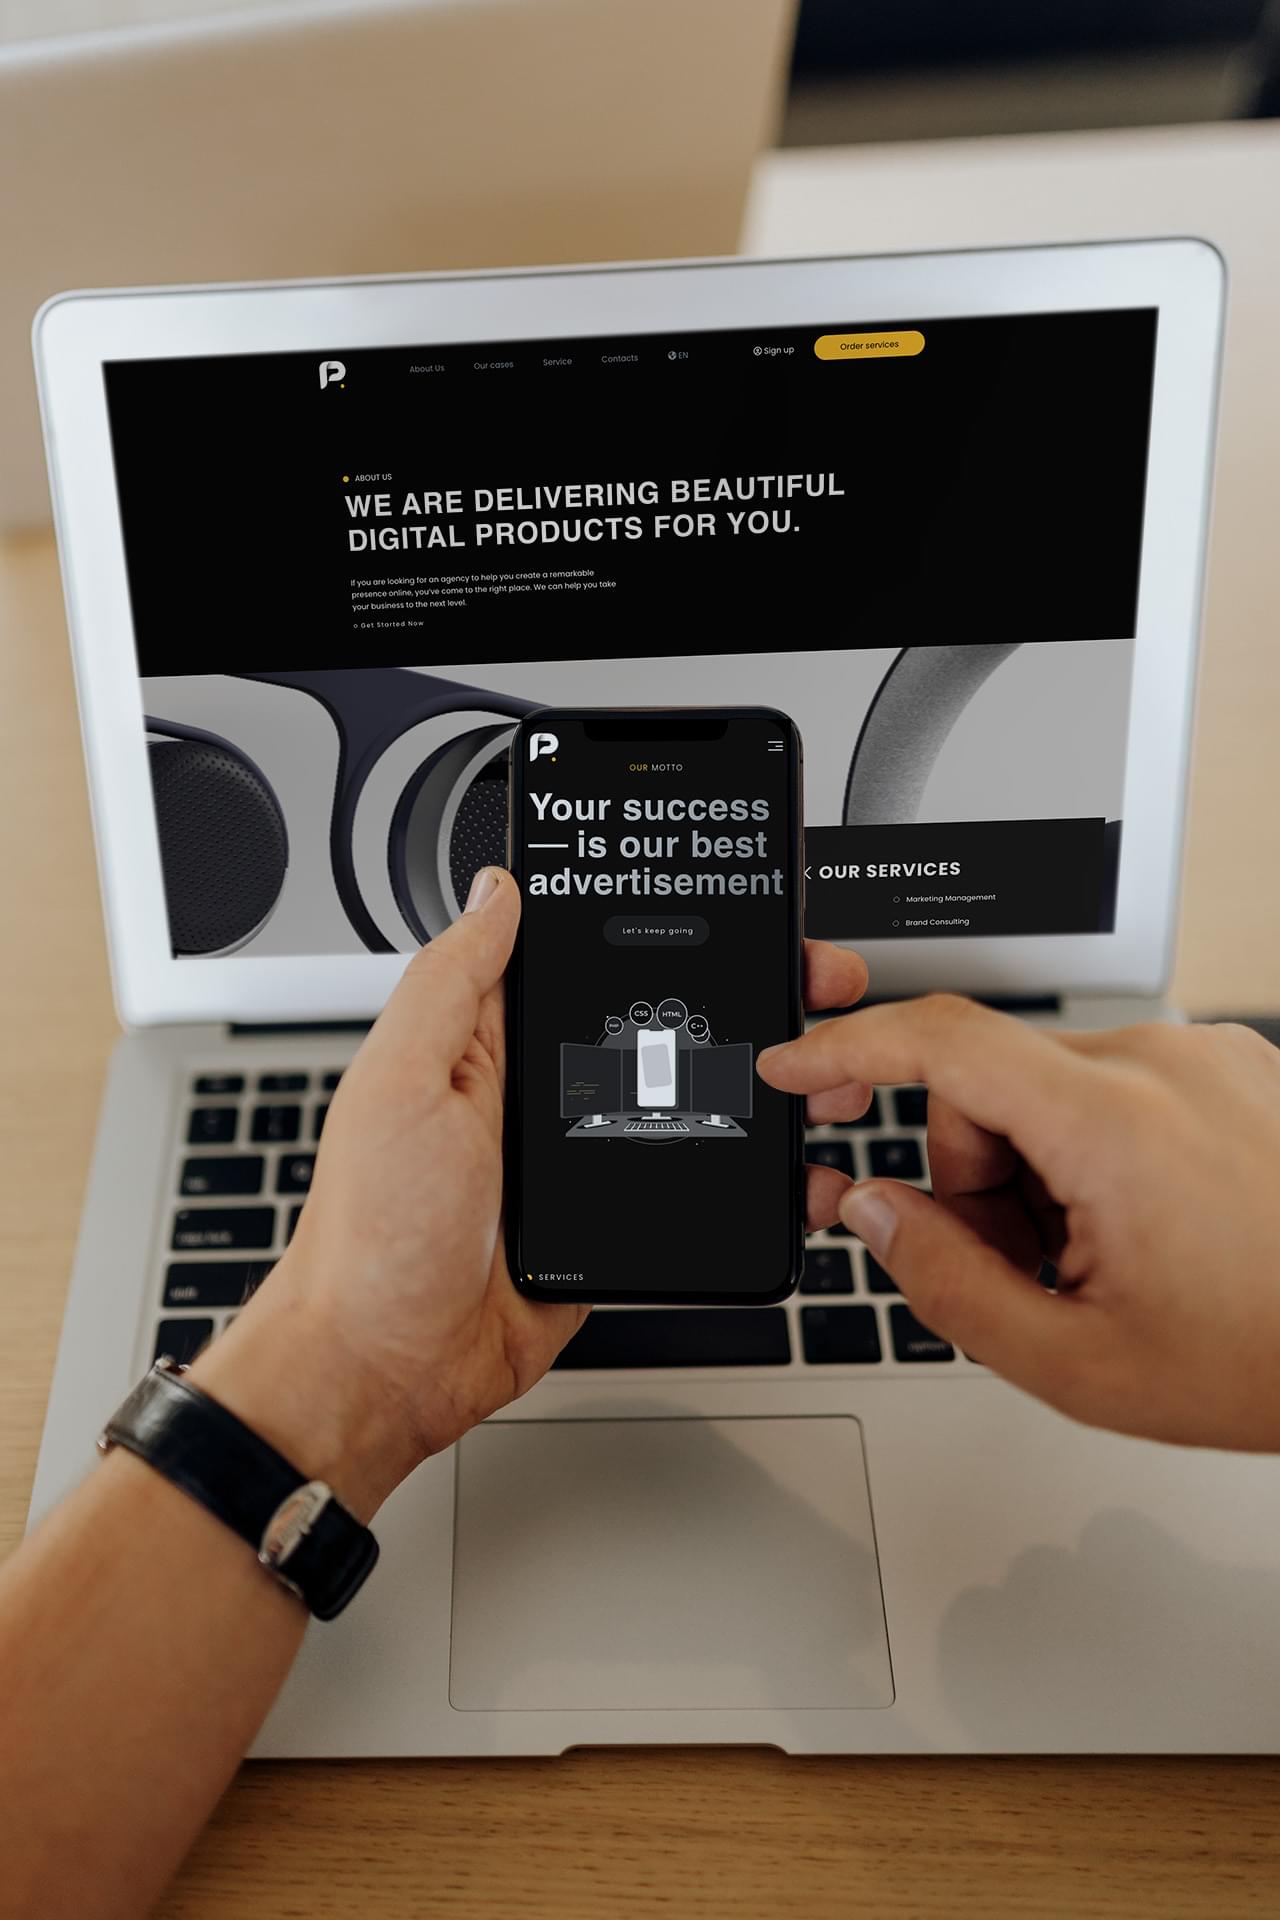 P.
About Us
Our cases
Service
Contacts
EN
Sign up
Order services
ABOUT US
WE ARE DELIVERING BEAUTIFUL
DIGITAL PRODUCTS FOR YOU.
If you are looking for an agency to help you create a remarkable
presence online, you've come to the right place. We can help you take
your business to the next level.
Get Started Now
OUR SERVICES
Marketing Management
Brand Consulting
P.
OUR MOTTO
Your success
— is our best
advertisement
Let's keep going
PHP
CSS
HTML
C++
SERVICES